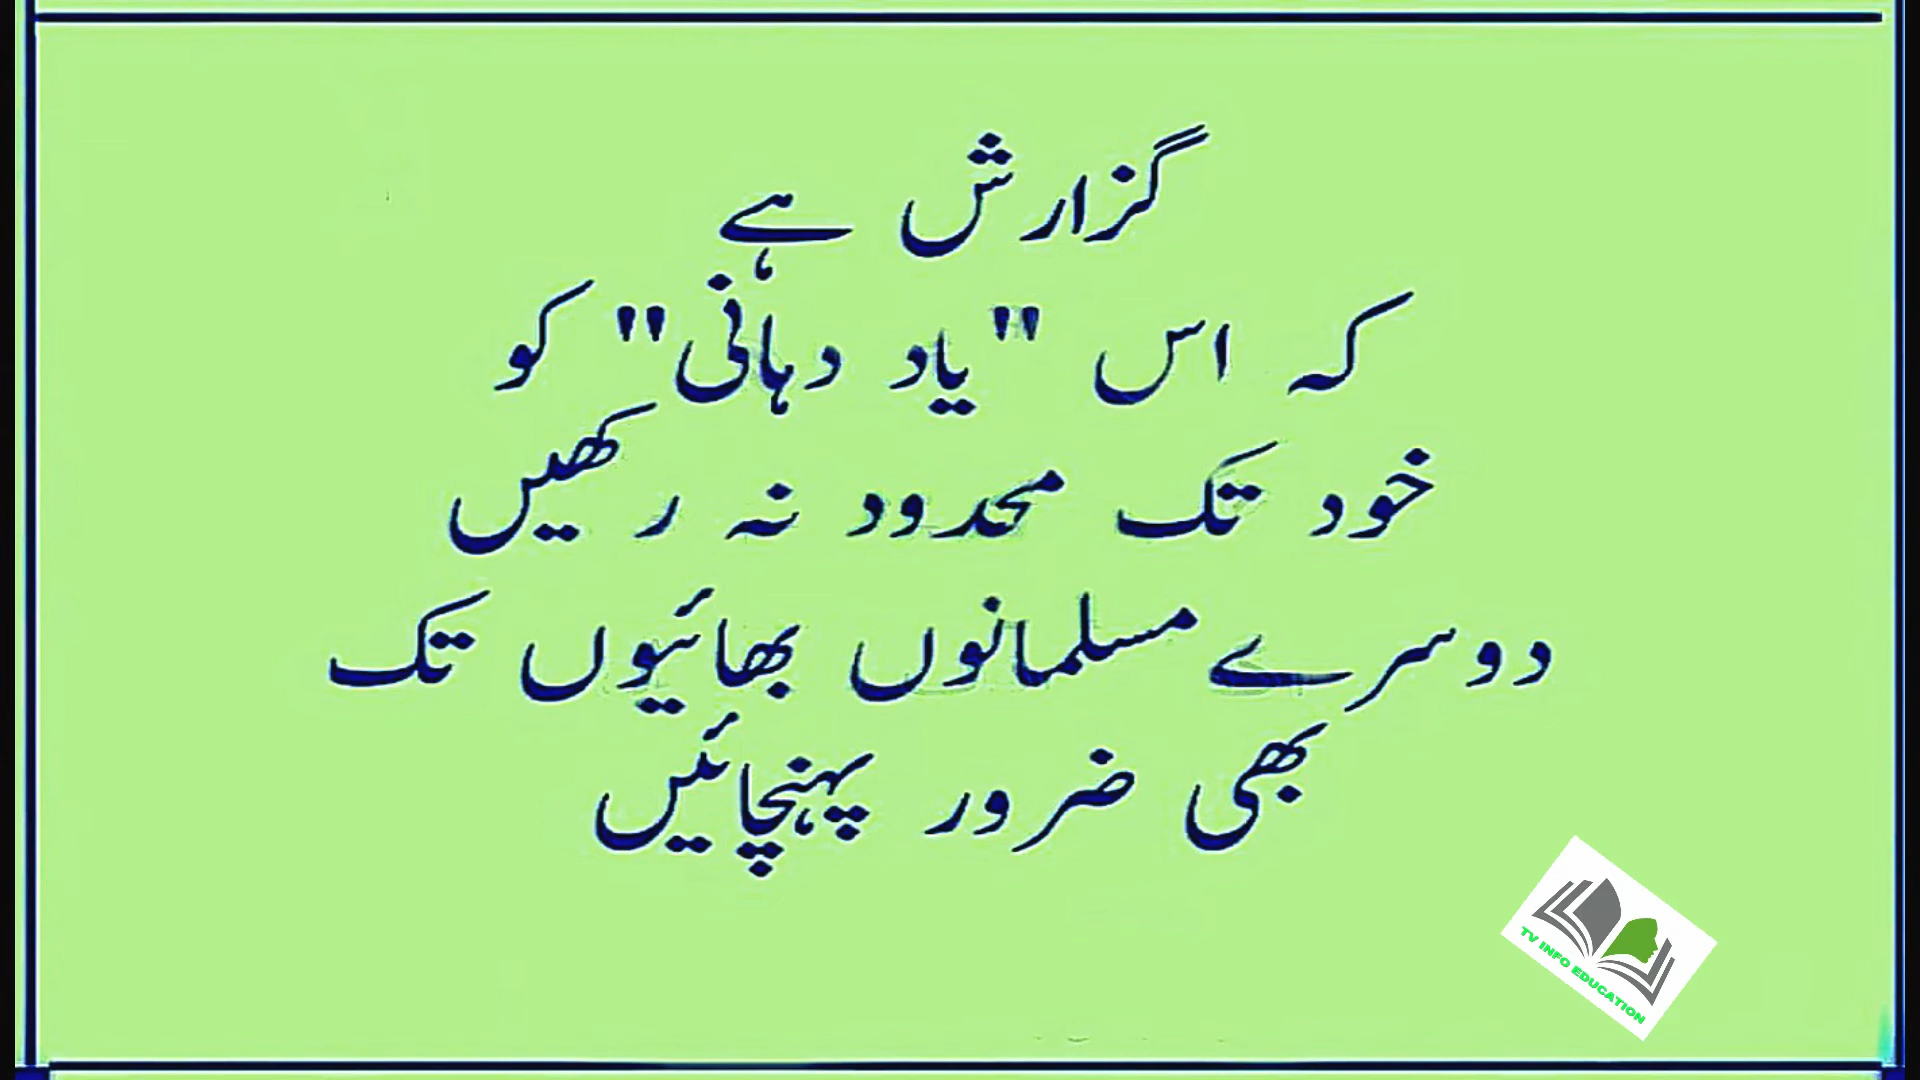 گزارش ہے
کہ اس "یاد دہانی" کو
خود تک محدود نہ رکھیں
دوسرے مسلمانوں بھائیوں تک
بھی ضرور پہنچائیں
TV INFO EDUCATION